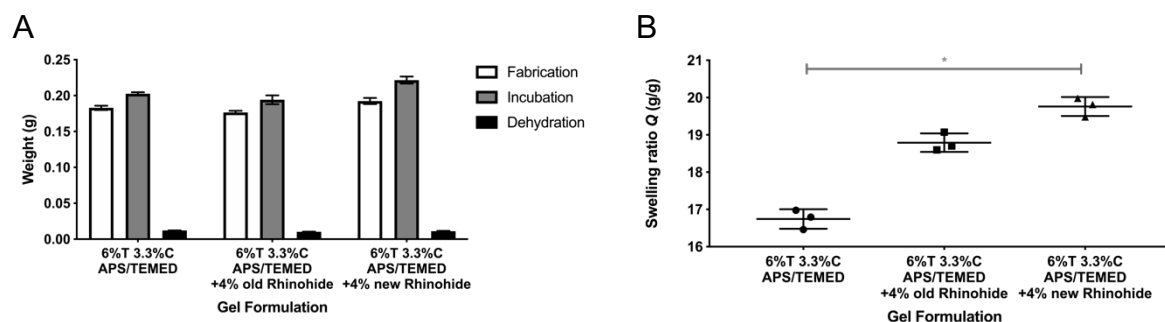 A
Weight (g)
0.25
0.20
0.15
0.10
0.05
0.00
6%T 3.3%C
APS/TEMED
6%T 3.3%C
APS/TEMED
+4% old Rhinohide
6%T 3.3%C
APS/TEMED
+4% new Rhinohide
Gel Formulation
Fabrication
Incubation
Dehydration
B
Swelling ratio Q (g/g)
21
20
19
18
17
16
*
6%T 3.3%C
APS/TEMED
6%T 3.3%C
APS/TEMED
+4% old Rhinohide
6%T 3.3%C
APS/TEMED
+4% new Rhinohide
Gel Formulation